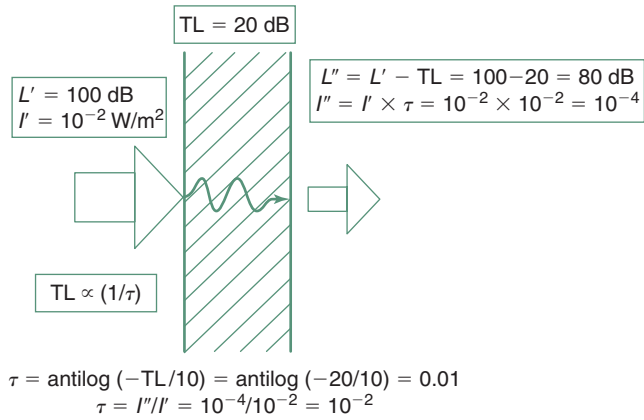 TL = 20 dB
L′ = 100 dB
I′ = 10⁻² W/m²
L″ = L′ − TL = 100−20 = 80 dB
I″ = I′ × τ = 10⁻² × 10⁻² = 10⁻⁴
TL ∝ (1/τ)
τ = antilog (−TL/10) = antilog (−20/10) = 0.01
τ = I″/I′ = 10⁻⁴/10⁻² = 10⁻²